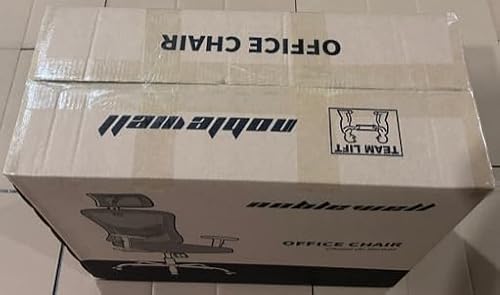 OFFICE CHAIR
noblewell
TEAM LIFT
noblewell
OFFICE CHAIR